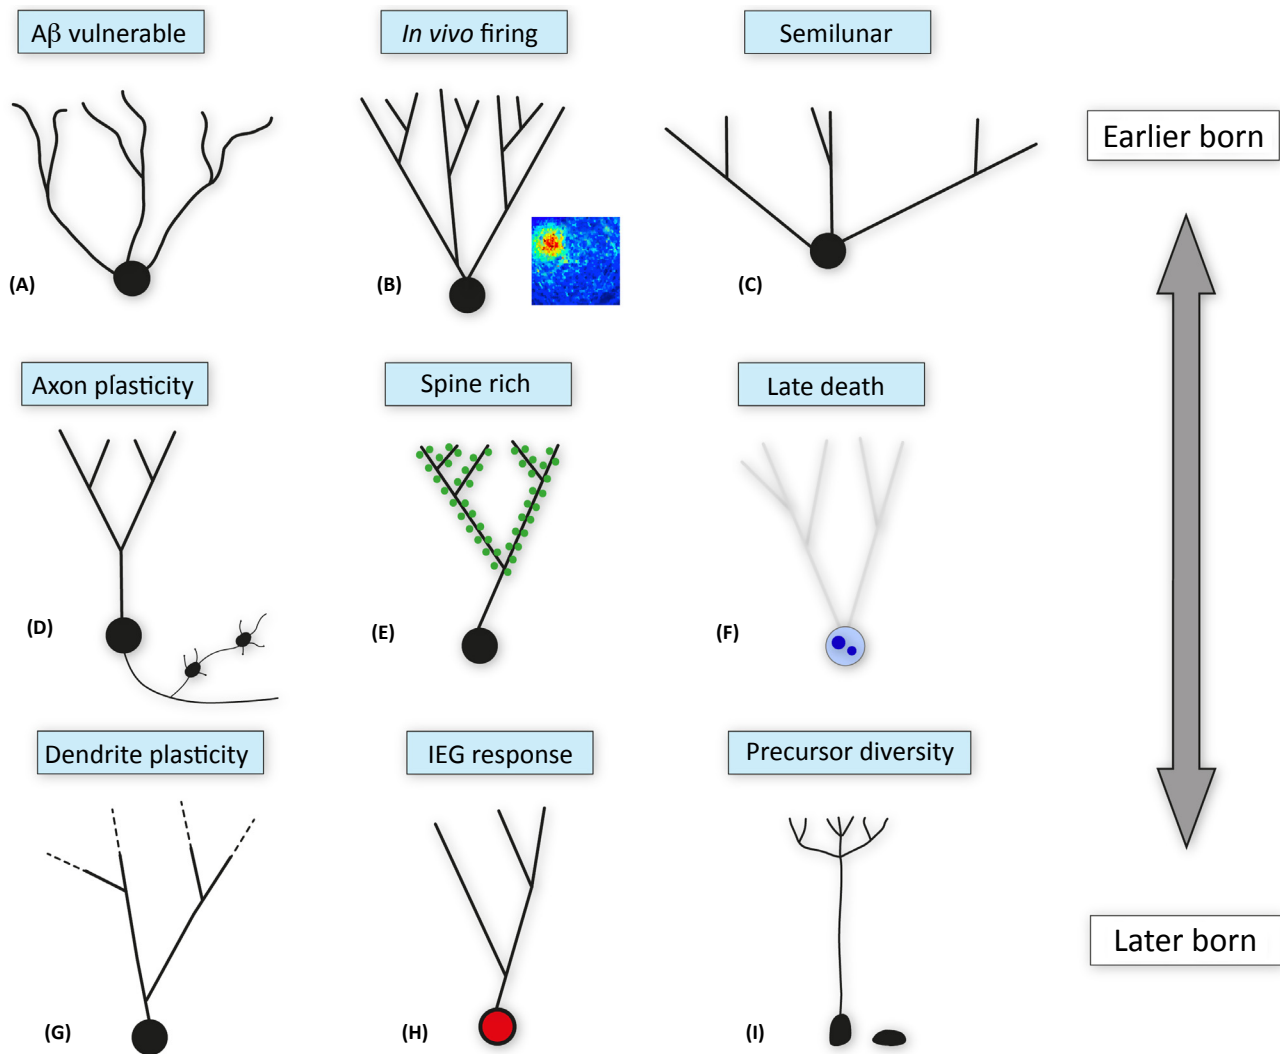 Aβ vulnerable
In vivo firing
Semilunar
Earlier born
(A)
(B)
(C)
Axon plasticity
Spine rich
Late death
(D)
(E)
(F)
Dendrite plasticity
IEG response
Precursor diversity
Later born
(G)
(H)
(I)